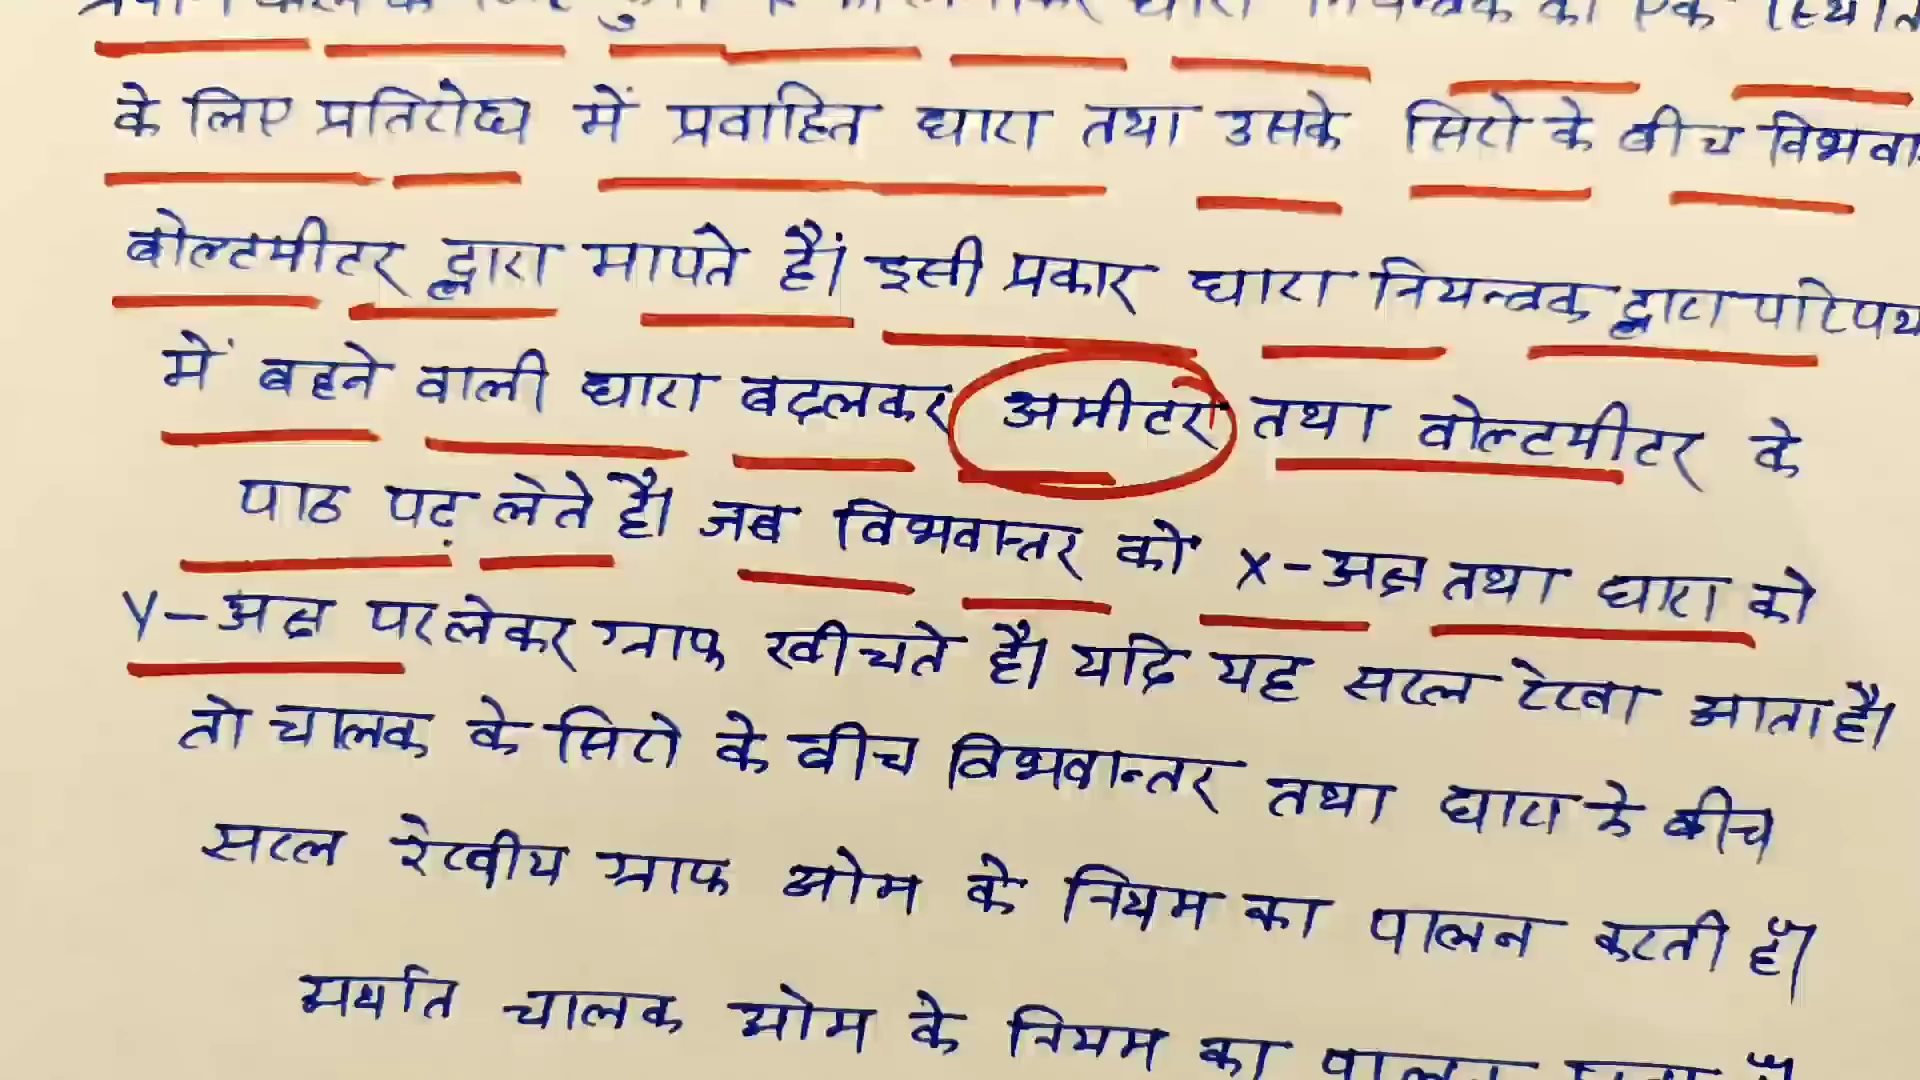 के लिए प्रतिरोध में प्रवाहित धारा तथा उसके सिरो के बीच
वोल्टमीटर द्वारा मापते हैं। इसी प्रकार धारा नियन्त्रक द्वारा परिपथ
में बहने वाली धारा बदलकर अमीटर तथा वोल्टमीटर के
पाठ पढ़ लेते है। जब विभवान्तर को X-अक्ष तथा धारा को
Y-अक्ष पर लेकर ग्राफ खीचते है। यदि यह सरल रेखा आता है।
तो चालक के सिरो के बीच विभवान्तर तथा धारा के बीच
सरल रेखीय ग्राफ ओम के नियम का पालन करती है।
अर्थात चालक ओम के नियम का